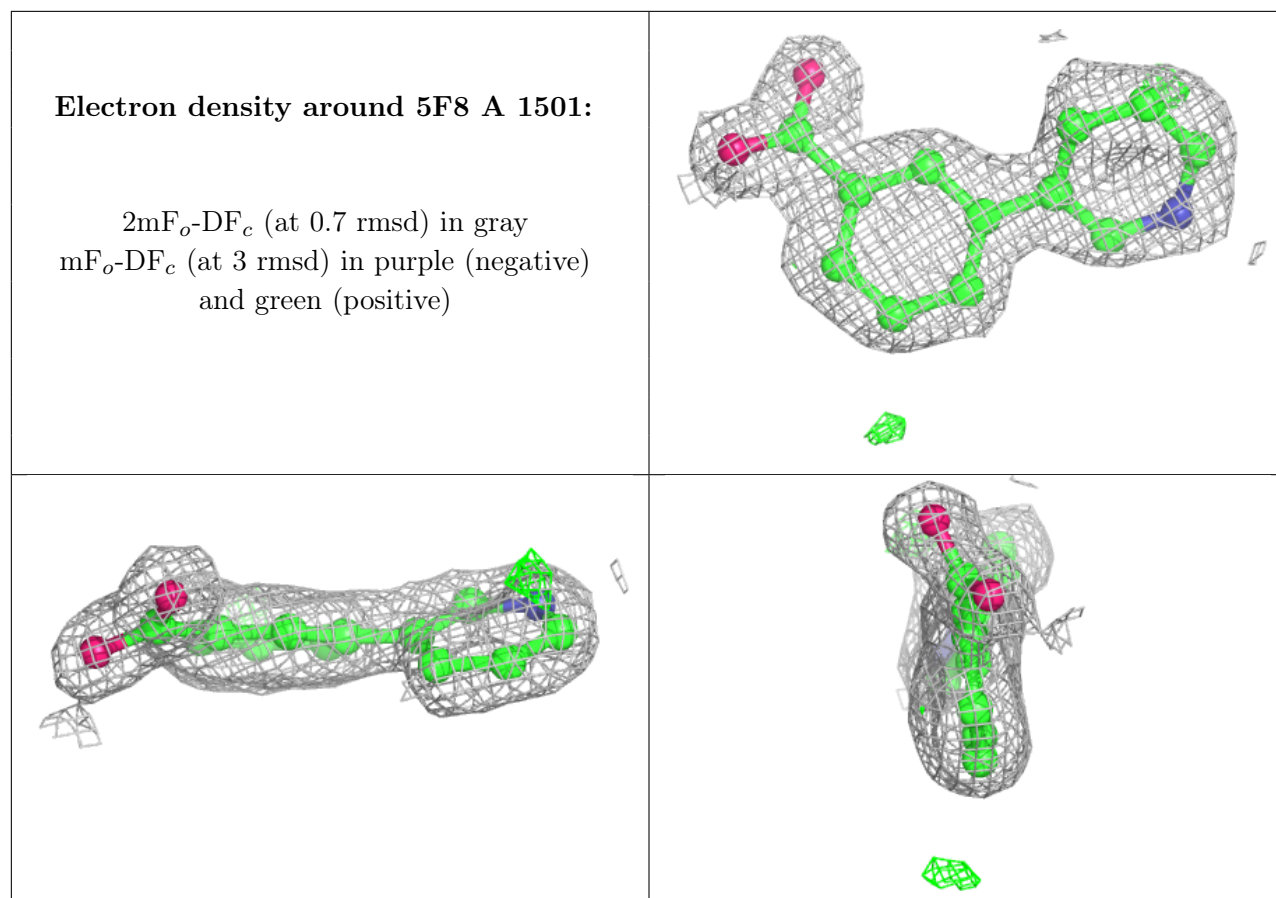 Electron density around 5F8 A 1501:
2mFₒ-DF𝑐 (at 0.7 rmsd) in gray
mFₒ-DF𝑐 (at 3 rmsd) in purple (negative)
and green (positive)